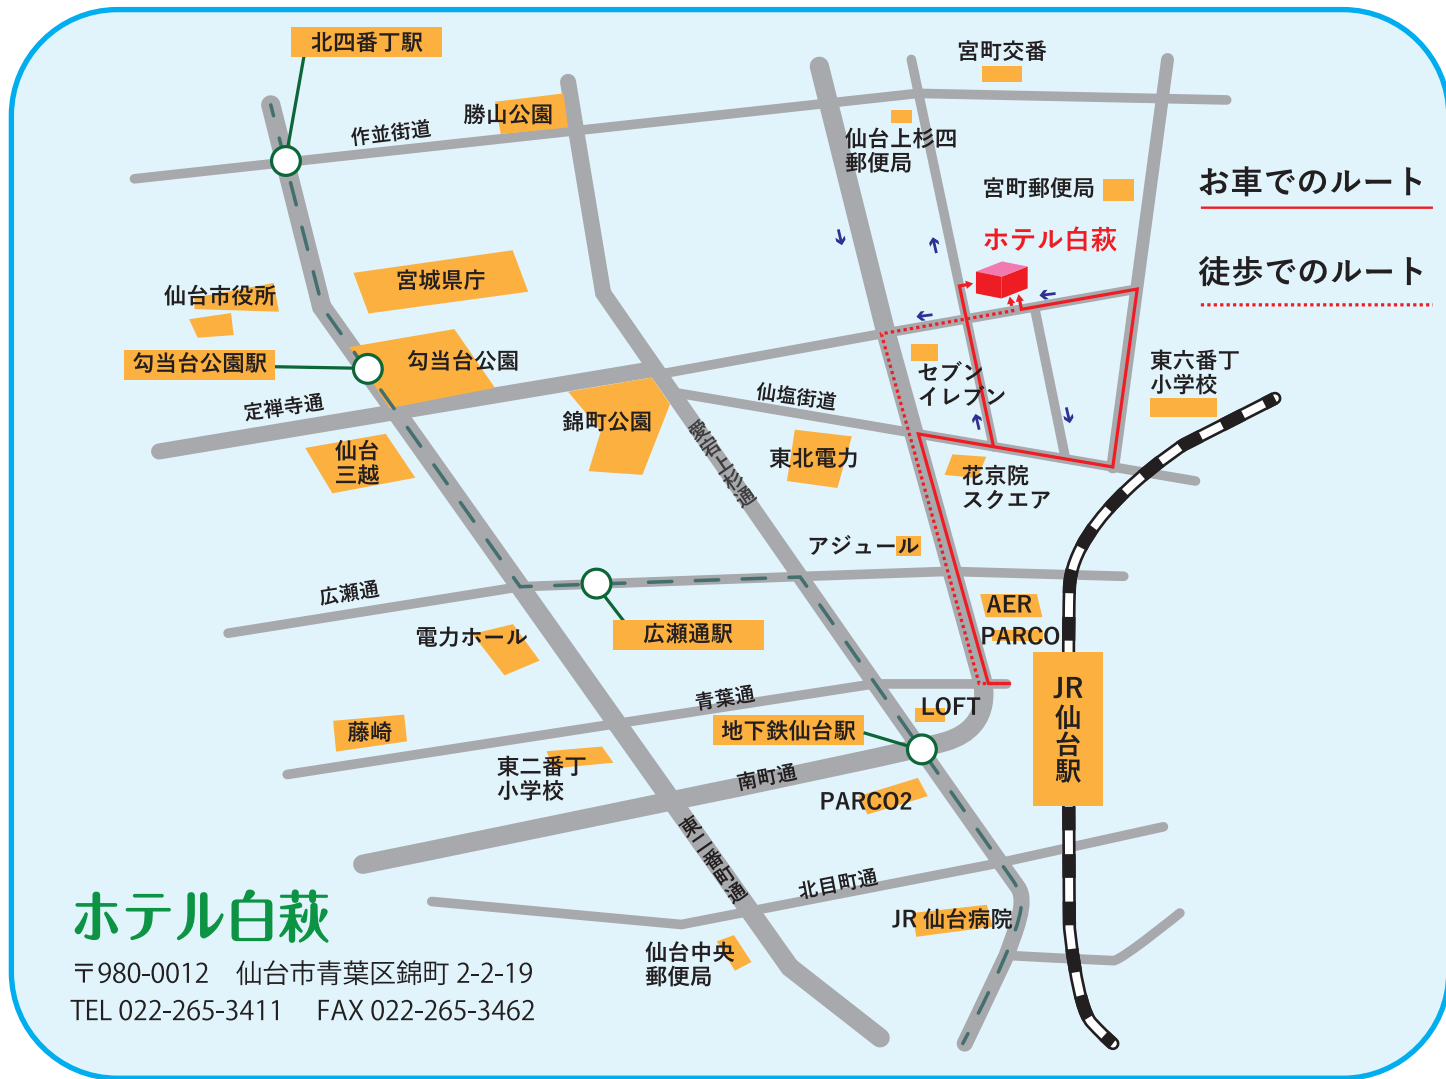 北四番丁駅
宮町交番
勝山公園
作並街道
仙台上杉四
郵便局
宮町郵便局
お車でのルート
ホテル白萩
徒歩でのルート
宮城県庁
仙台市役所
勾当台公園駅
勾当台公園
セブン
イレブン
東六番丁
小学校
定禅寺通
錦町公園
仙塩街道
仙台
三越
愛宕上杉通
東北電力
花京院
スクエア
アジュール
広瀬通
AER
PARCO
電力ホール
広瀬通駅
JR
仙台駅
青葉通
LOFT
藤崎
地下鉄仙台駅
東二番丁
小学校
南町通
PARCO2
東二番町通
北目町通
JR 仙台病院
仙台中央
郵便局
ホテル白萩
〒980-0012 仙台市青葉区錦町 2-2-19
TEL 022-265-3411 FAX 022-265-3462